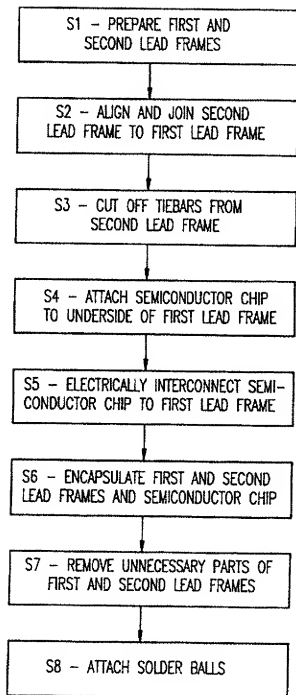 S1 – PREPARE FIRST AND
SECOND LEAD FRAMES
S2 – ALIGN AND JOIN SECOND
LEAD FRAME TO FIRST LEAD FRAME
S3 – CUT OFF TIEBARS FROM
SECOND LEAD FRAME
S4 – ATTACH SEMICONDUCTOR CHIP
TO UNDERSIDE OF FIRST LEAD FRAME
S5 – ELECTRICALLY INTERCONNECT SEMI–
CONDUCTOR CHIP TO FIRST LEAD FRAME
S6 – ENCAPSULATE FIRST AND SECOND
LEAD FRAMES AND SEMICONDUCTOR CHIP
S7 – REMOVE UNNECESSARY PARTS OF
FIRST AND SECOND LEAD FRAMES
S8 – ATTACH SOLDER BALLS